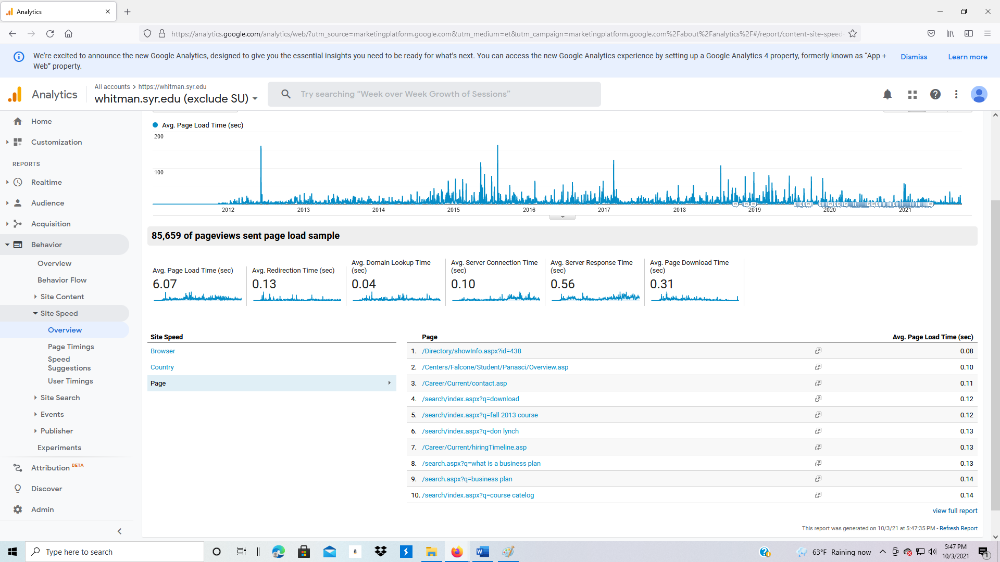 Analytics
https://analytics.google.com/analytics/web/?utm_source=marketingplatform.google.com&utm_medium=et&utm_campaign=marketingplatform.google.com%2Fabout%2Fanalytics%2F#/report/content-site-speed
We're excited to announce the new Google Analytics, designed to give you the essential insights you need to be ready for what's next. You can access the new Google Analytics experience by setting up a Google Analytics 4 property, formerly known as “App +
Web” property.
Dismiss
Learn more
Analytics
All accounts > https://whitman.syr.edu
whitman.syr.edu (exclude SU)
Try searching “Week over Week Growth of Sessions”
Home
Customization
REPORTS
Realtime
Audience
Acquisition
Behavior
Overview
Behavior Flow
Site Content
Site Speed
Overview
Page Timings
Speed
Suggestions
User Timings
Site Search
Events
Publisher
Experiments
Attribution BETA
Discover
Admin
Avg. Page Load Time (sec)
200
100
2012 2013 2014 2015 2016 2017 2018 2019 2020 2021
85,659 of pageviews sent page load sample
Avg. Page Load Time (sec)
6.07
Avg. Redirection Time (sec)
0.13
Avg. Domain Lookup Time
(sec)
0.04
Avg. Server Connection Time
(sec)
0.10
Avg. Server Response Time
(sec)
0.56
Avg. Page Download Time
(sec)
0.31
Site Speed
Browser
Country
Page
Page Avg. Page Load Time (sec)
1. /Directory/showInfo.aspx?id=438 0.08
2. /Centers/Falcone/Student/Panasci/Overview.asp 0.10
3. /Career/Current/contact.asp 0.11
4. /search/index.aspx?q=download 0.12
5. /search/index.aspx?q=fall 2013 course 0.12
6. /search/index.aspx?q=don lynch 0.13
7. /Career/Current/hiringTimeline.asp 0.13
8. /search.aspx?q=what is a business plan 0.13
9. /search.aspx?q=business plan 0.14
10. /search/index.aspx?q=course catelog 0.14
view full report
This report was generated on 10/3/21 at 5:47:35 PM - Refresh Report
Type here to search
a
63°F Raining now
5:47 PM
10/3/2021
1